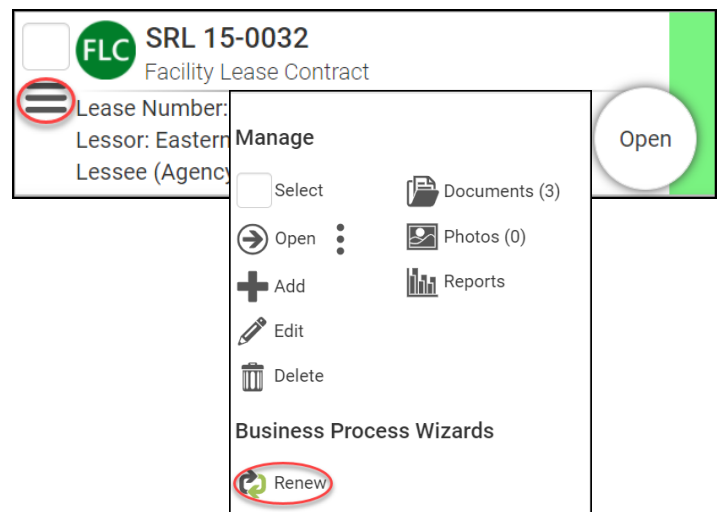 FLC
SRL 15-0032
Facility Lease Contract
Lease Number:
Lessor: Eastern
Lessee (Agency
Open
Manage
Select
Documents (3)
Open
Photos (0)
Add
Reports
Edit
Delete
Business Process Wizards
Renew